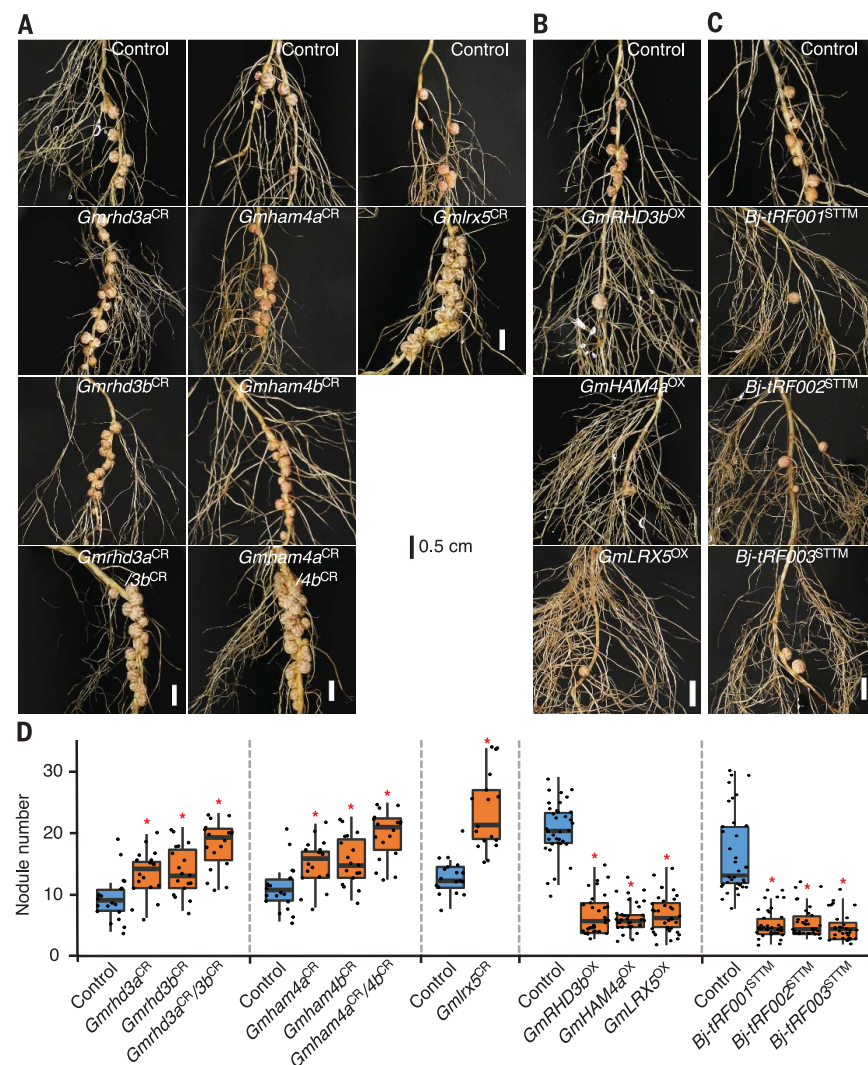 A
B
C
Control
Control
Control
Control
Control
Gmrhd3aCR
Gmham4aCR
Gmlrx5CR
GmRHD3bOX
Bj-tRF001STTM
Gmrhd3bCR
Gmham4bCR
GmHAM4aOX
Bj-tRF002STTM
0.5 cm
Gmrhd3aCR
/3bCR
Gmham4aCR
/4bCR
GmLRX5OX
Bj-tRF003STTM
D
Nodule number
30
20
10
0
* * * * * * * * * * * * *
Control
Gmrhd3aCR
Gmrhd3bCR
Gmrhd3aCR/3bCR
Control
Gmham4aCR
Gmham4bCR
Gmham4aCR/4bCR
Control
Gmlrx5CR
Control
GmRHD3bOX
GmHAM4aOX
GmLRX5OX
Control
Bj-tRF001STTM
Bj-tRF002STTM
Bj-tRF003STTM